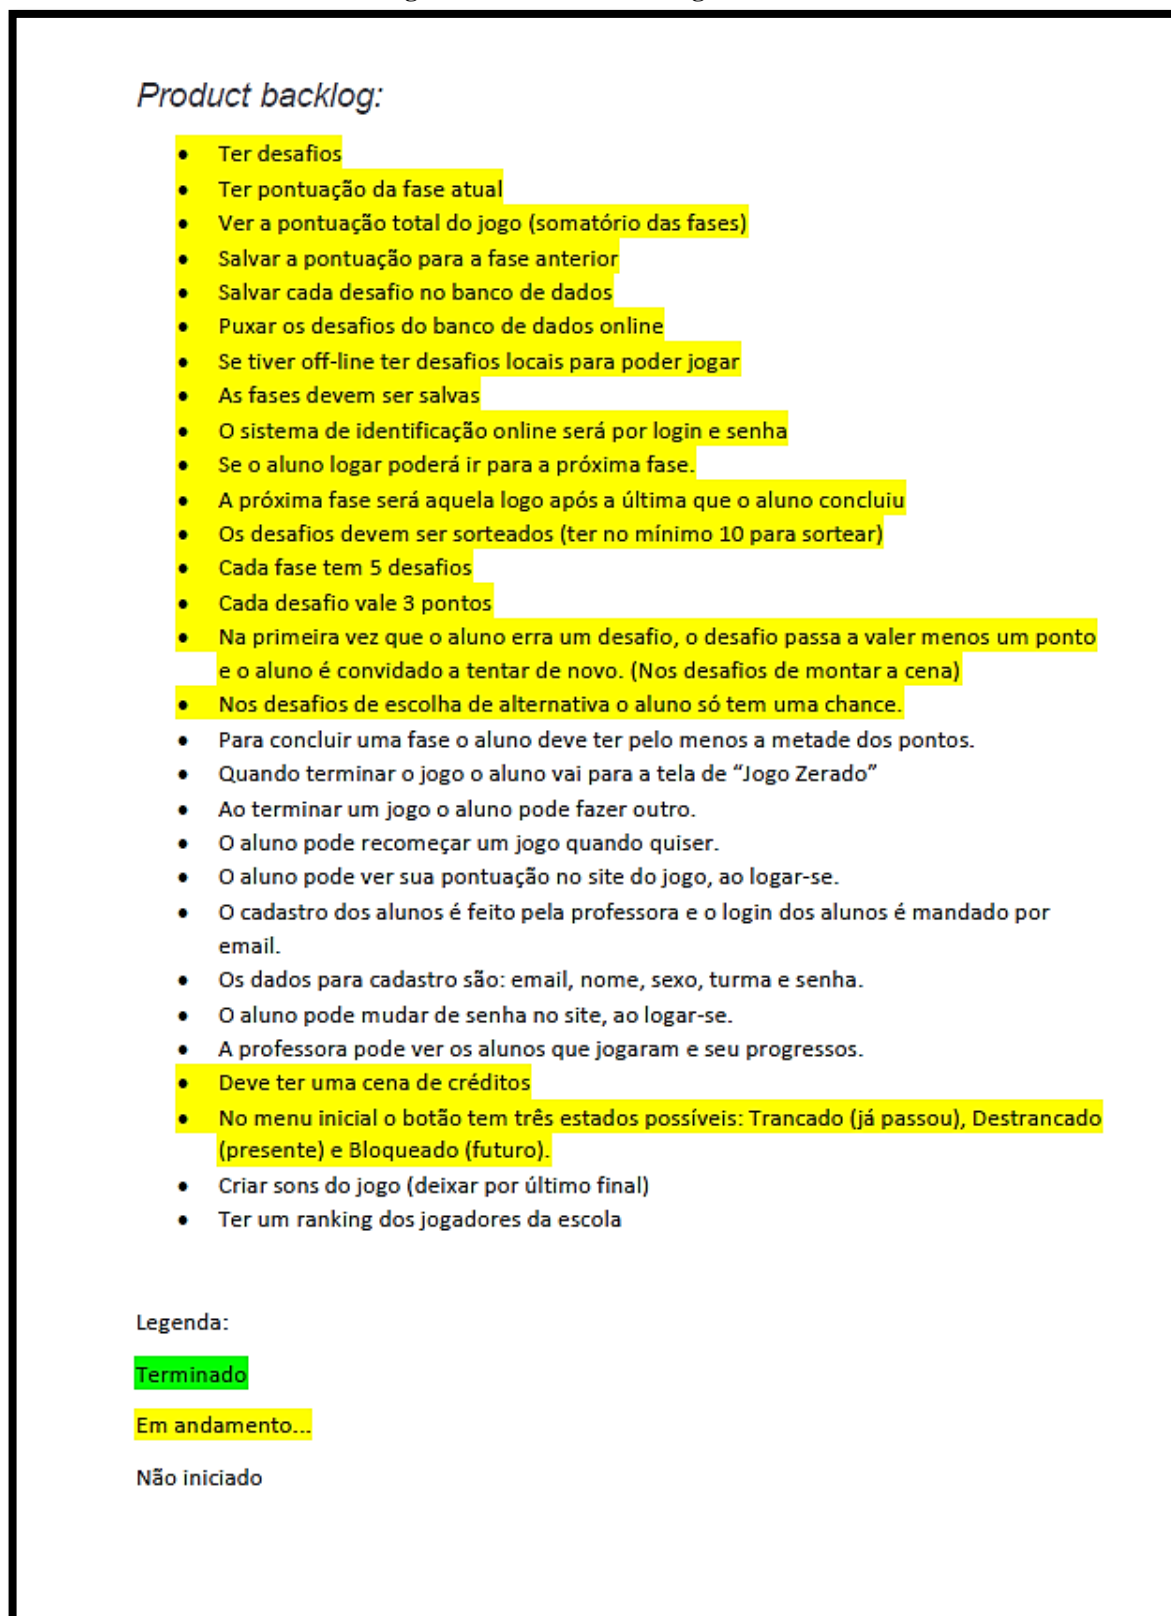 Product backlog:
• Ter desafios
• Ter pontuação da fase atual
• Ver a pontuação total do jogo (somatório das fases)
• Salvar a pontuação para a fase anterior
• Salvar cada desafio no banco de dados
• Puxar os desafios do banco de dados online
• Se tiver off-line ter desafios locais para poder jogar
• As fases devem ser salvas
• O sistema de identificação online será por login e senha
• Se o aluno logar poderá ir para a próxima fase.
• A próxima fase será aquela logo após a última que o aluno concluiu
• Os desafios devem ser sorteados (ter no mínimo 10 para sortear)
• Cada fase tem 5 desafios
• Cada desafio vale 3 pontos
• Na primeira vez que o aluno erra um desafio, o desafio passa a valer menos um ponto
e o aluno é convidado a tentar de novo. (Nos desafios de montar a cena)
• Nos desafios de escolha de alternativa o aluno só tem uma chance.
• Para concluir uma fase o aluno deve ter pelo menos a metade dos pontos.
• Quando terminar o jogo o aluno vai para a tela de “Jogo Zerado”
• Ao terminar um jogo o aluno pode fazer outro.
• O aluno pode recomeçar um jogo quando quiser.
• O aluno pode ver sua pontuação no site do jogo, ao logar-se.
• O cadastro dos alunos é feito pela professora e o login dos alunos é mandado por
email.
• Os dados para cadastro são: email, nome, sexo, turma e senha.
• O aluno pode mudar de senha no site, ao logar-se.
• A professora pode ver os alunos que jogaram e seu progressos.
• Deve ter uma cena de créditos
• No menu inicial o botão tem três estados possíveis: Trancado (já passou), Destrancado
(presente) e Bloqueado (futuro).
• Criar sons do jogo (deixar por último final)
• Ter um ranking dos jogadores da escola
Legenda:
Terminado
Em andamento...
Não iniciado